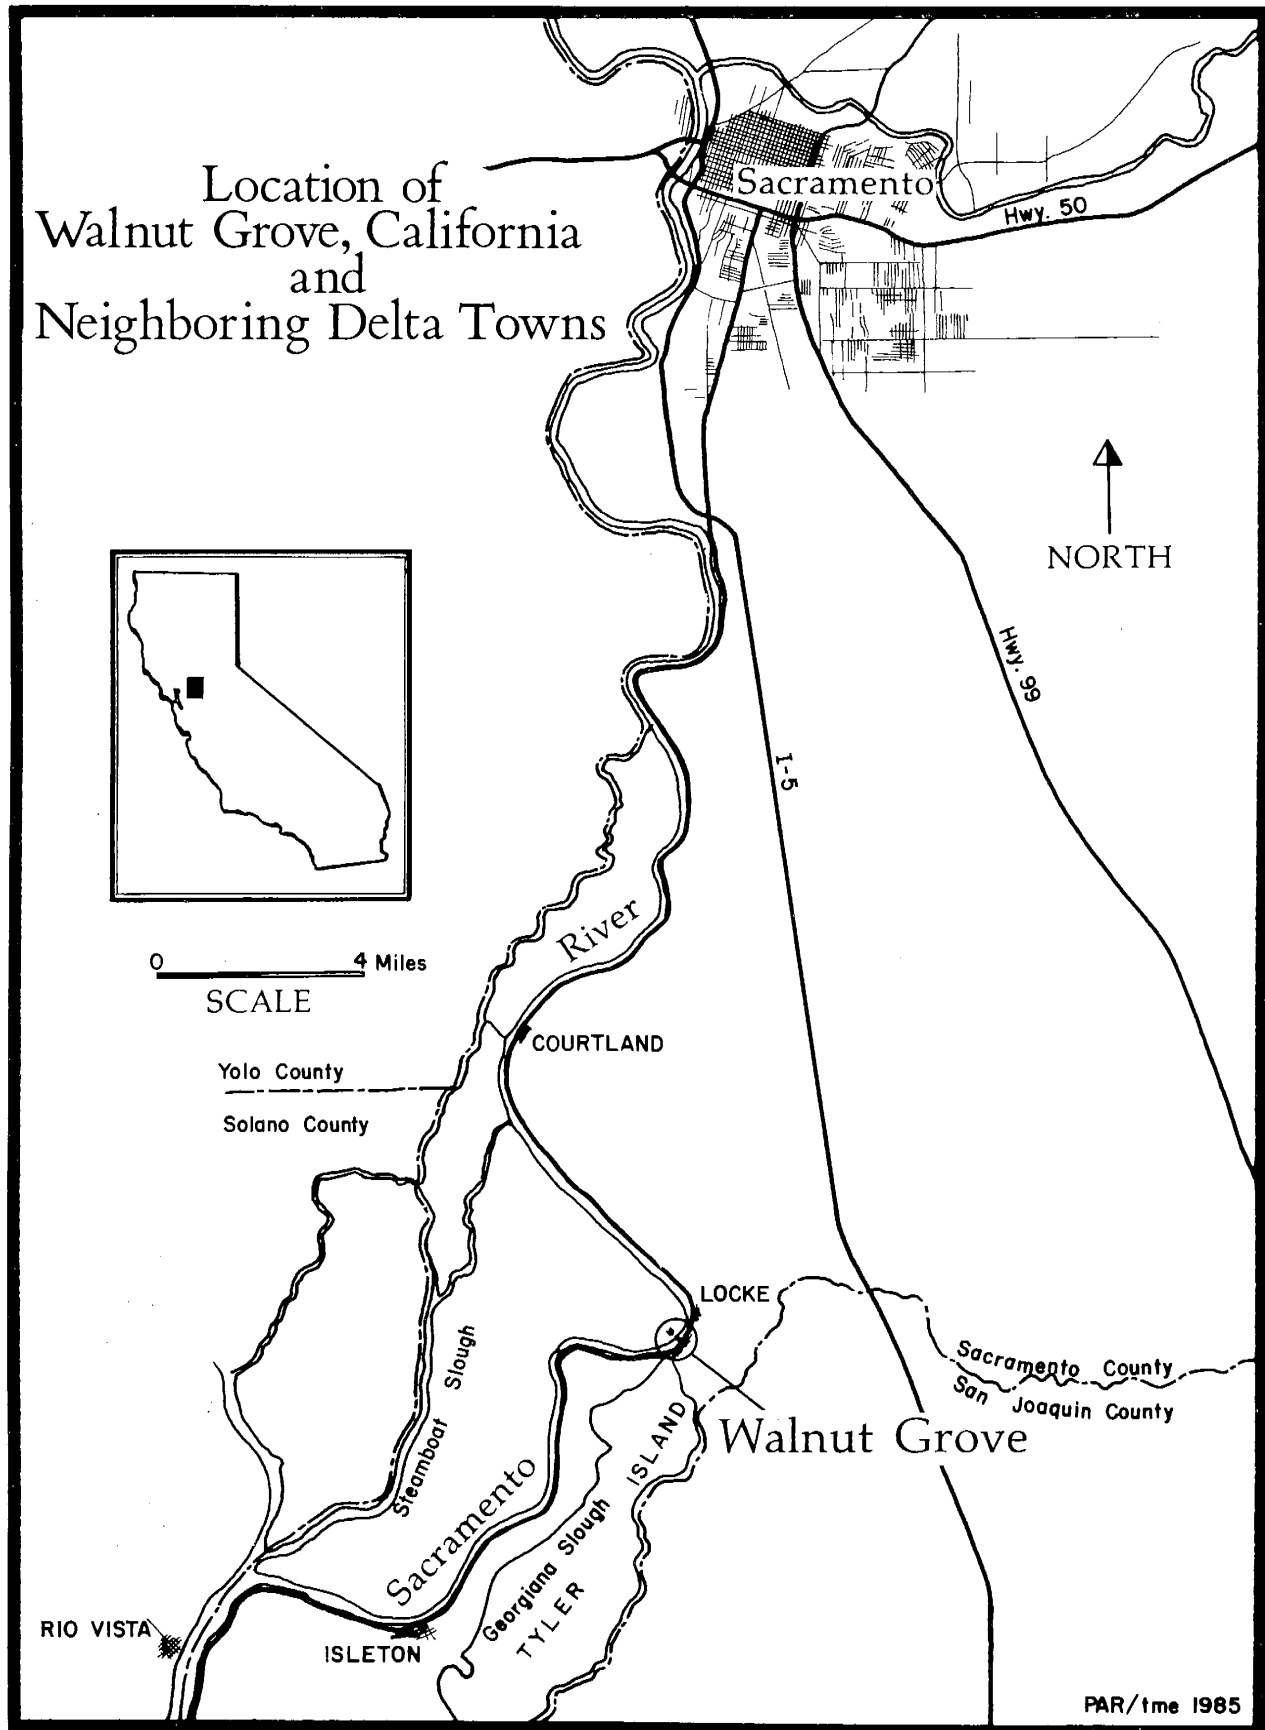 Location of
Walnut Grove, California
and
Neighboring Delta Towns
Sacramento
Hwy. 50
NORTH
Hwy. 99
I-5
River
0 4 Miles
SCALE
COURTLAND
Yolo County
Solano County
LOCKE
Sacramento County
San Joaquin County
Walnut Grove
Steamboat Slough
Sacramento
Georgiana Slough
TYLER ISLAND
RIO VISTA
ISLETON
PAR/tme 1985